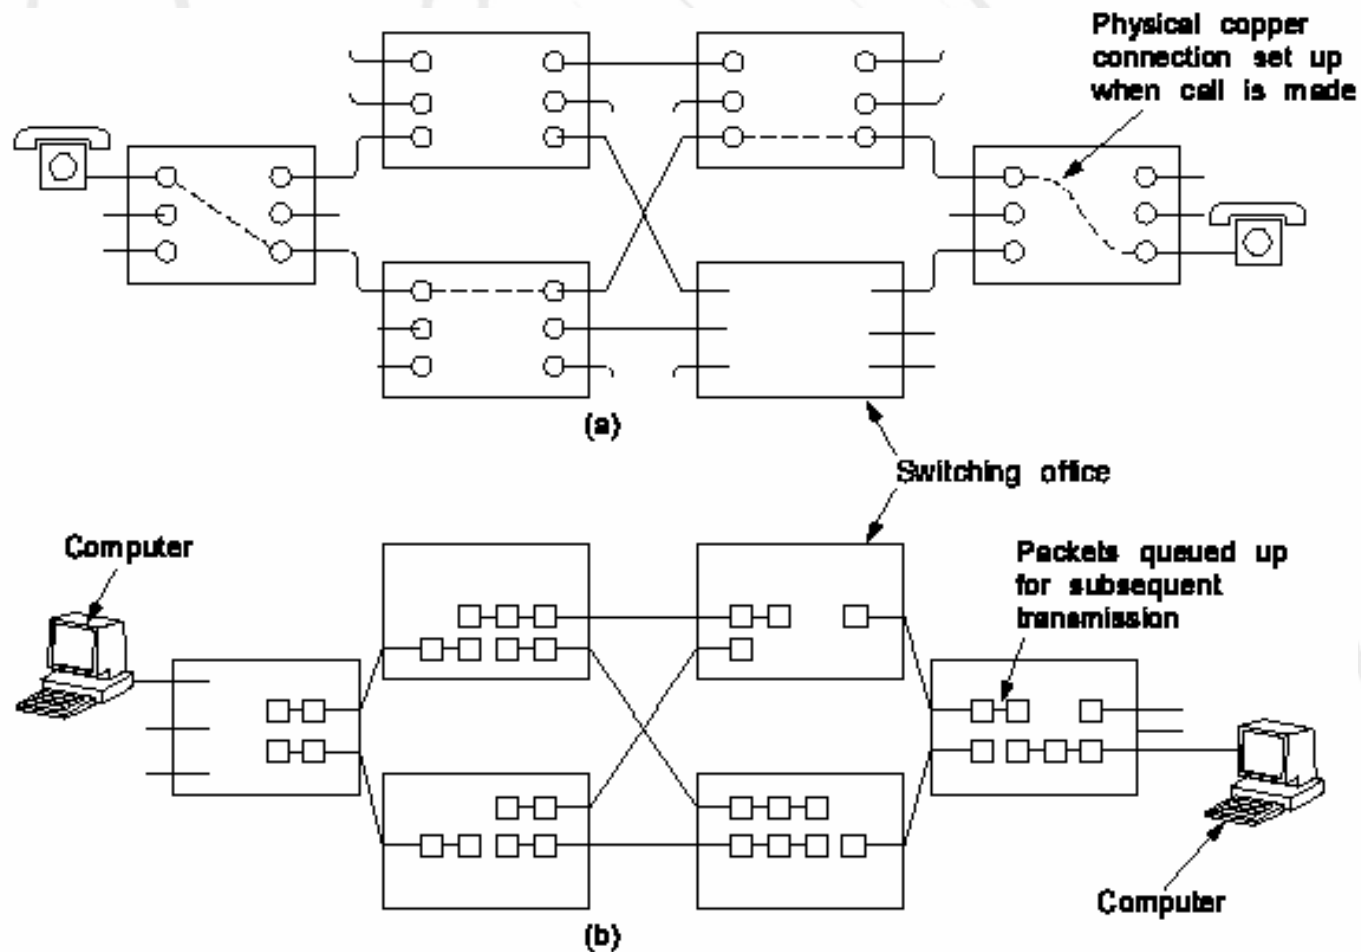 Physical copper
connection set up
when call is made
(a)
Switching office
Computer
Packets queued up
for subsequent
transmission
Computer
(b)